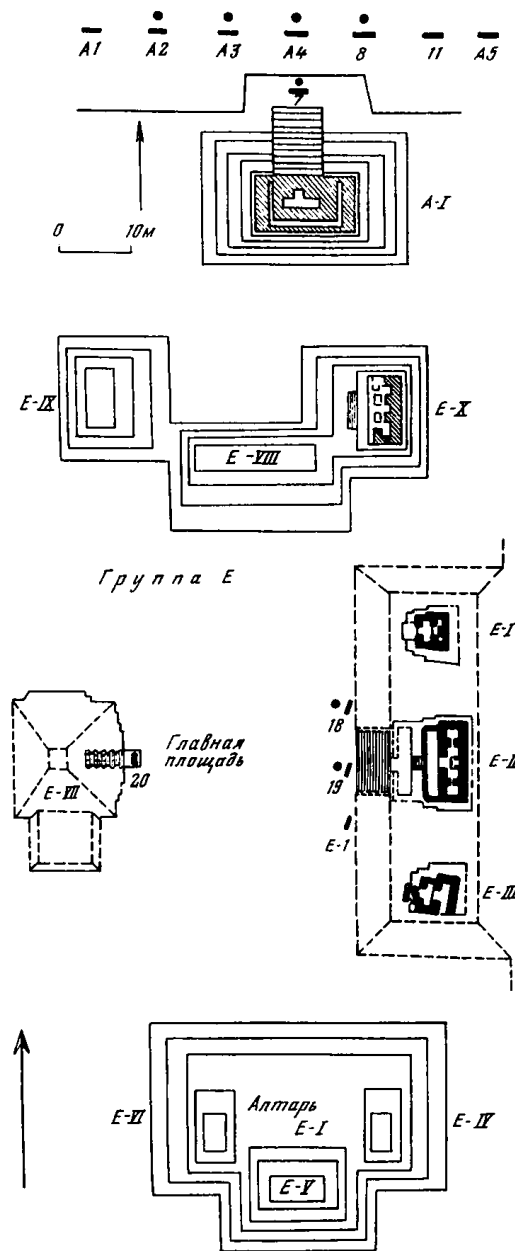 A1 A2 A3 A4 8 11 A5
7
A-I
0 10м
E-IX
E-X
E-VIII
Группа E
E-I
18
Главная
площадь
E-II
E-VII
20
19
E-1
E-III
Алтарь
E-VI
E-I
E-IV
E-V